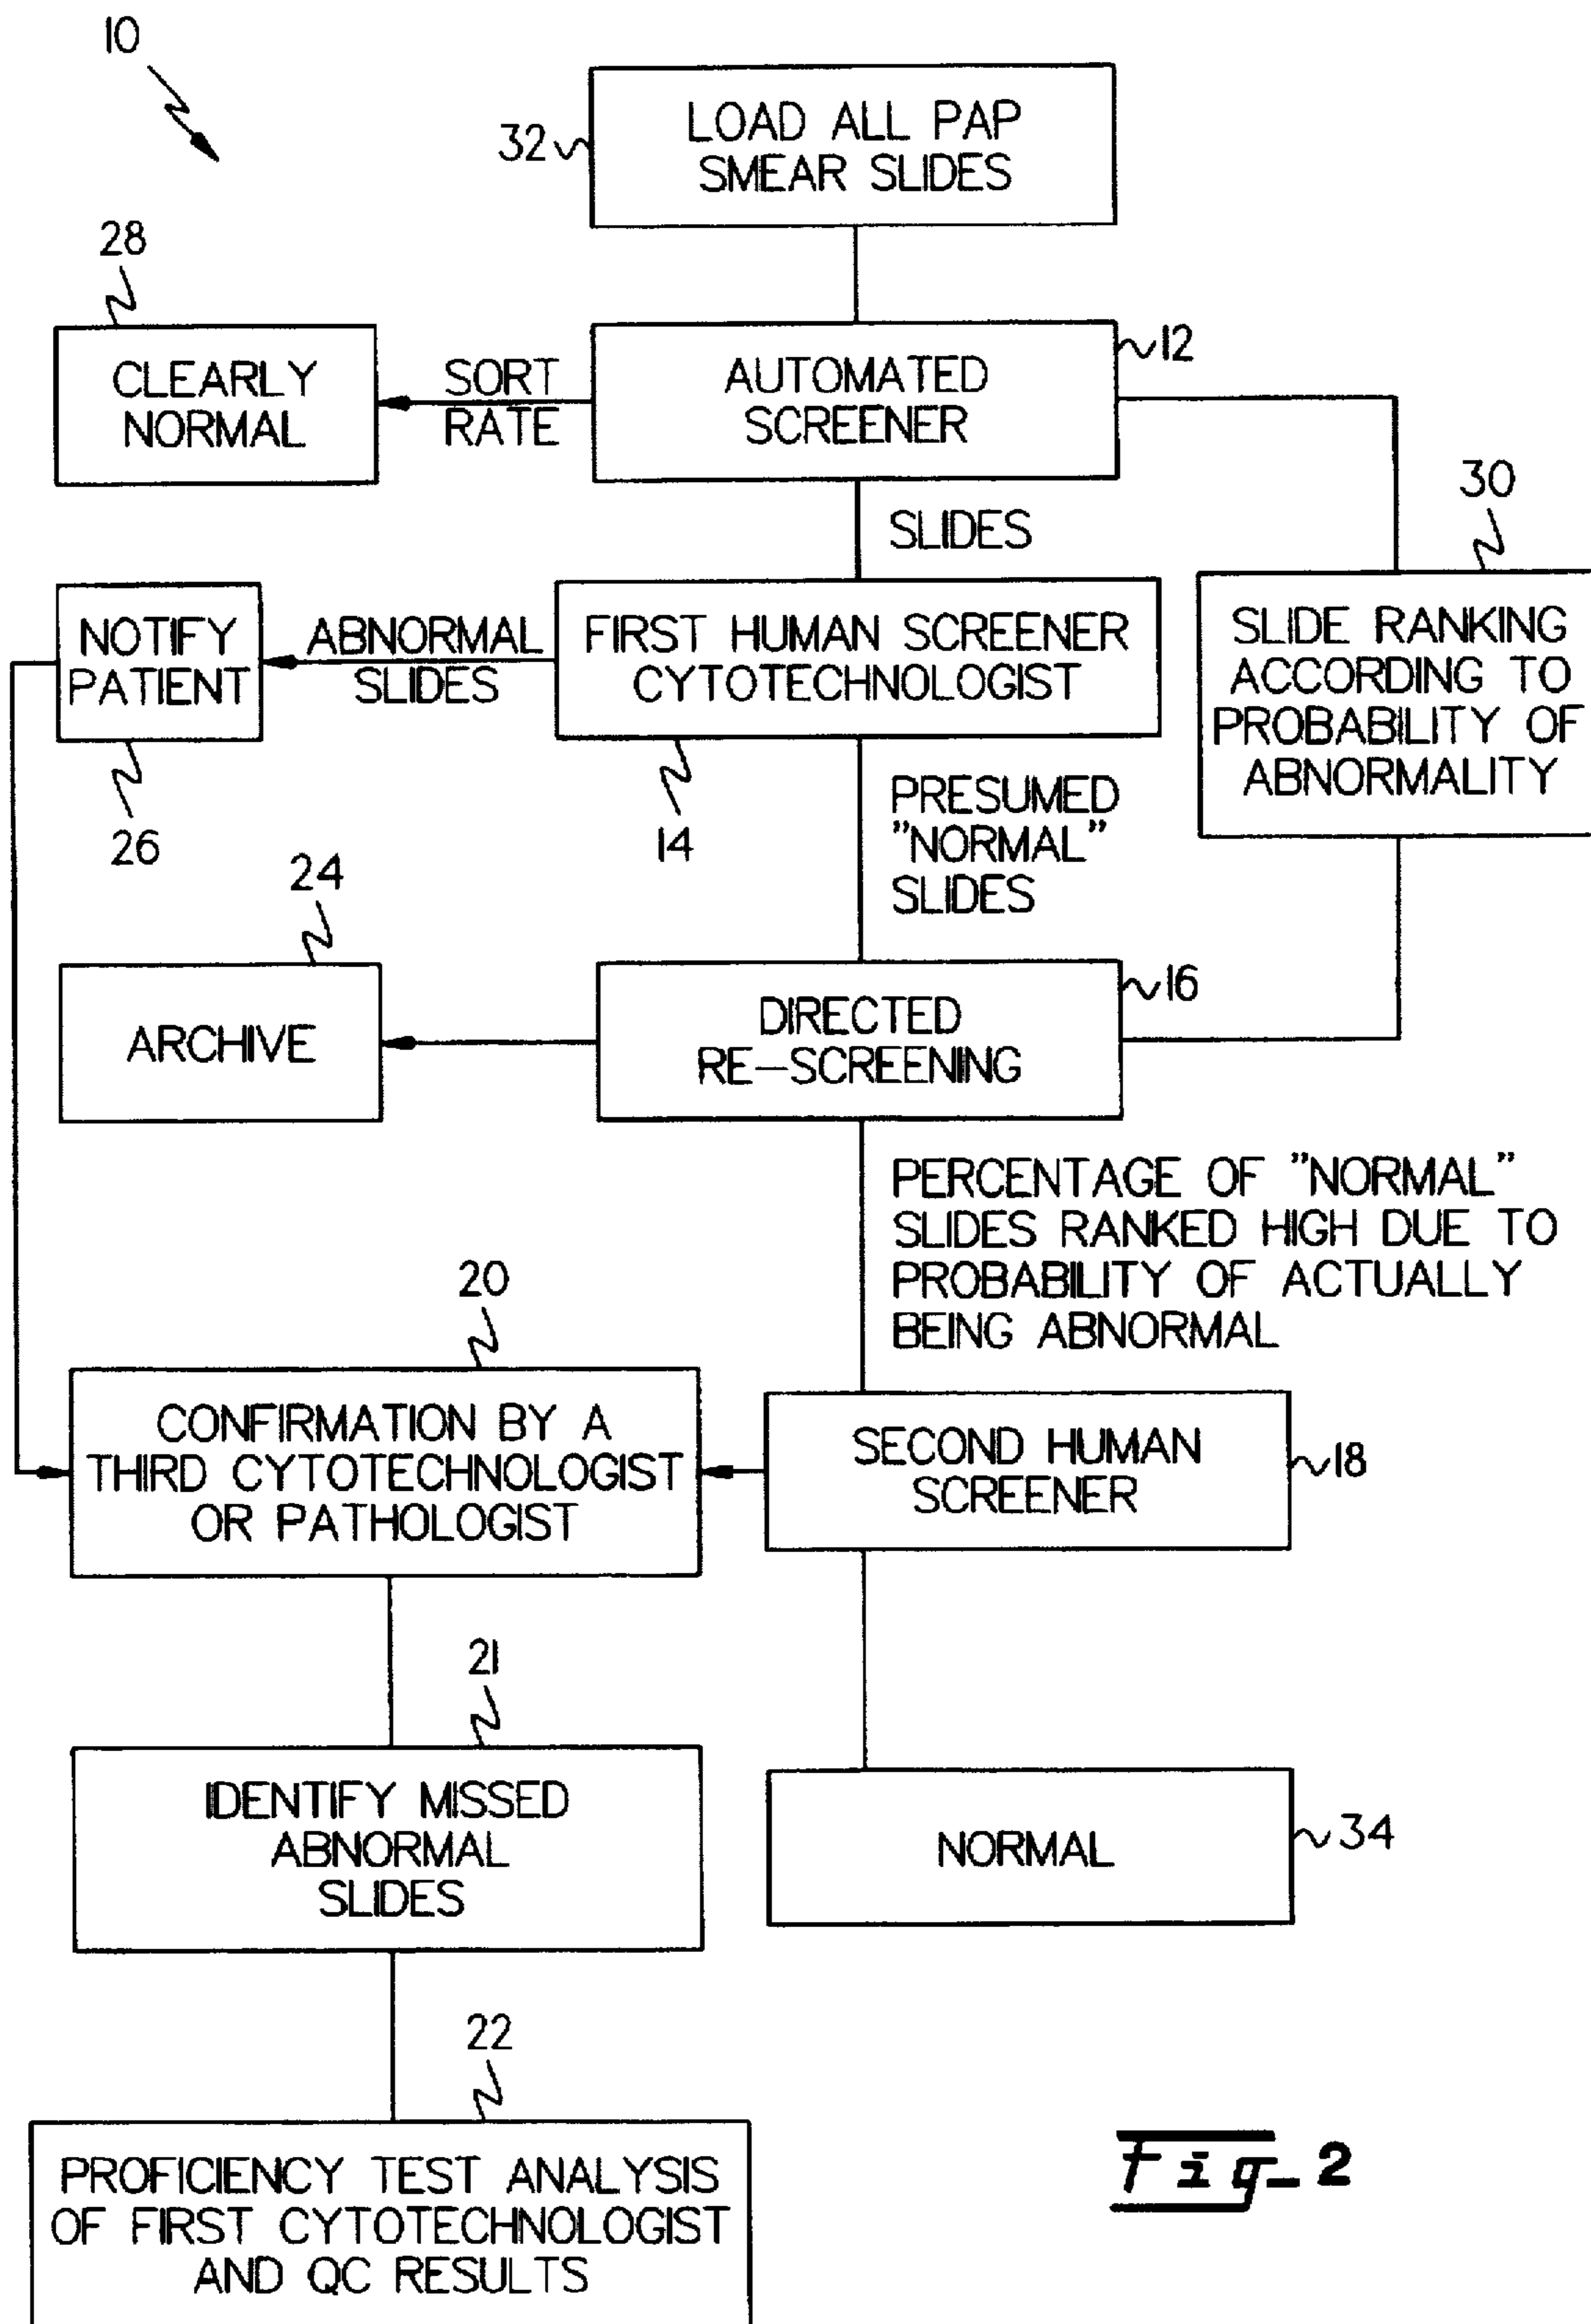 10
32
LOAD ALL PAP
SMEAR SLIDES
28
CLEARLY
NORMAL
SORT
RATE
AUTOMATED
SCREENER
12
SLIDES
30
SLIDE RANKING
ACCORDING TO
PROBABILITY OF
ABNORMALITY
NOTIFY
PATIENT
26
ABNORMAL
SLIDES
FIRST HUMAN SCREENER
CYTOTECHNOLOGIST
14
PRESUMED
"NORMAL"
SLIDES
24
ARCHIVE
DIRECTED
RE-SCREENING
16
PERCENTAGE OF "NORMAL"
SLIDES RANKED HIGH DUE TO
PROBABILITY OF ACTUALLY
BEING ABNORMAL
20
CONFIRMATION BY A
THIRD CYTOTECHNOLOGIST
OR PATHOLOGIST
SECOND HUMAN
SCREENER
18
21
IDENTIFY MISSED
ABNORMAL
SLIDES
NORMAL
34
22
PROFICIENCY TEST ANALYSIS
OF FIRST CYTOTECHNOLOGIST
AND QC RESULTS
Fig_2